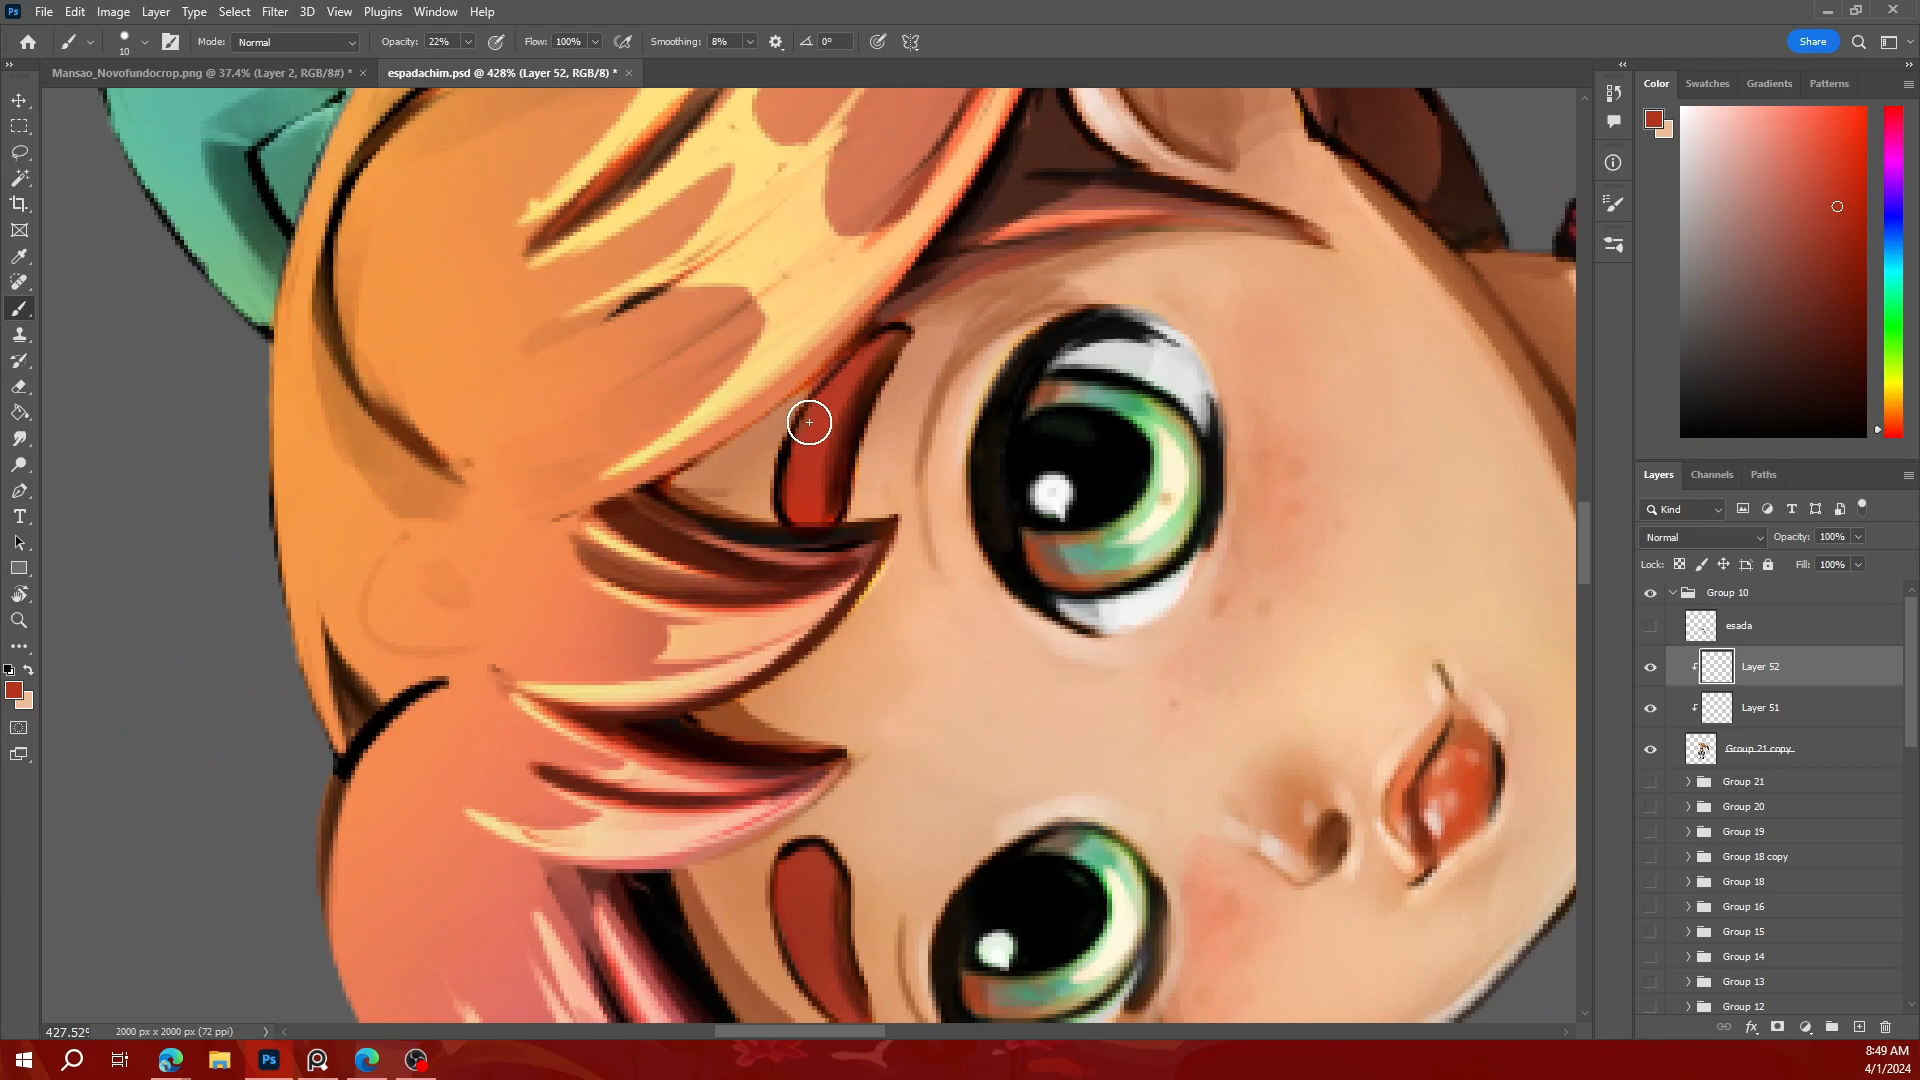 Ps File Edit Image Layer Type Select Filter 3D View Plugins Window Help
10 Mode: Normal Opacity: 22% Flow: 100% Smoothing: 8% 0° Share
Mansao_Novofundocrop.png @ 37.4% (Layer 2, RGB/8#) * × espadachim.psd @ 428% (Layer 52, RGB/8) * ×
Color Swatches Gradients Patterns
Layers Channels Paths
Kind
Normal Opacity: 100%
Lock: Fill: 100%
Group 10
esada
Layer 52
Layer 51
Group 21 copy
Group 21
Group 20
Group 19
Group 18 copy
Group 18
Group 16
Group 15
Group 14
Group 13
Group 12
427.52% 2000 px x 2000 px (72 ppi)
8:49 AM
4/1/2024